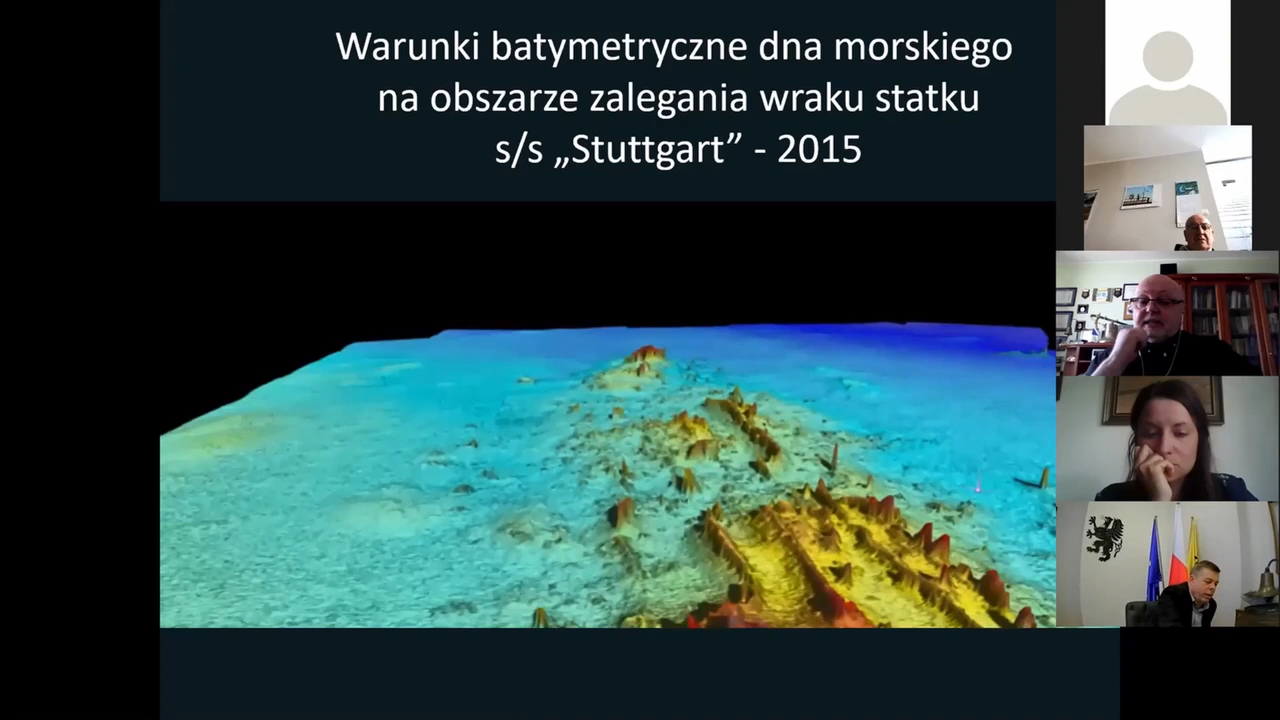 Warunki batymetryczne dna morskiego
na obszarze zalegania wraku statku
s/s „Stuttgart” - 2015